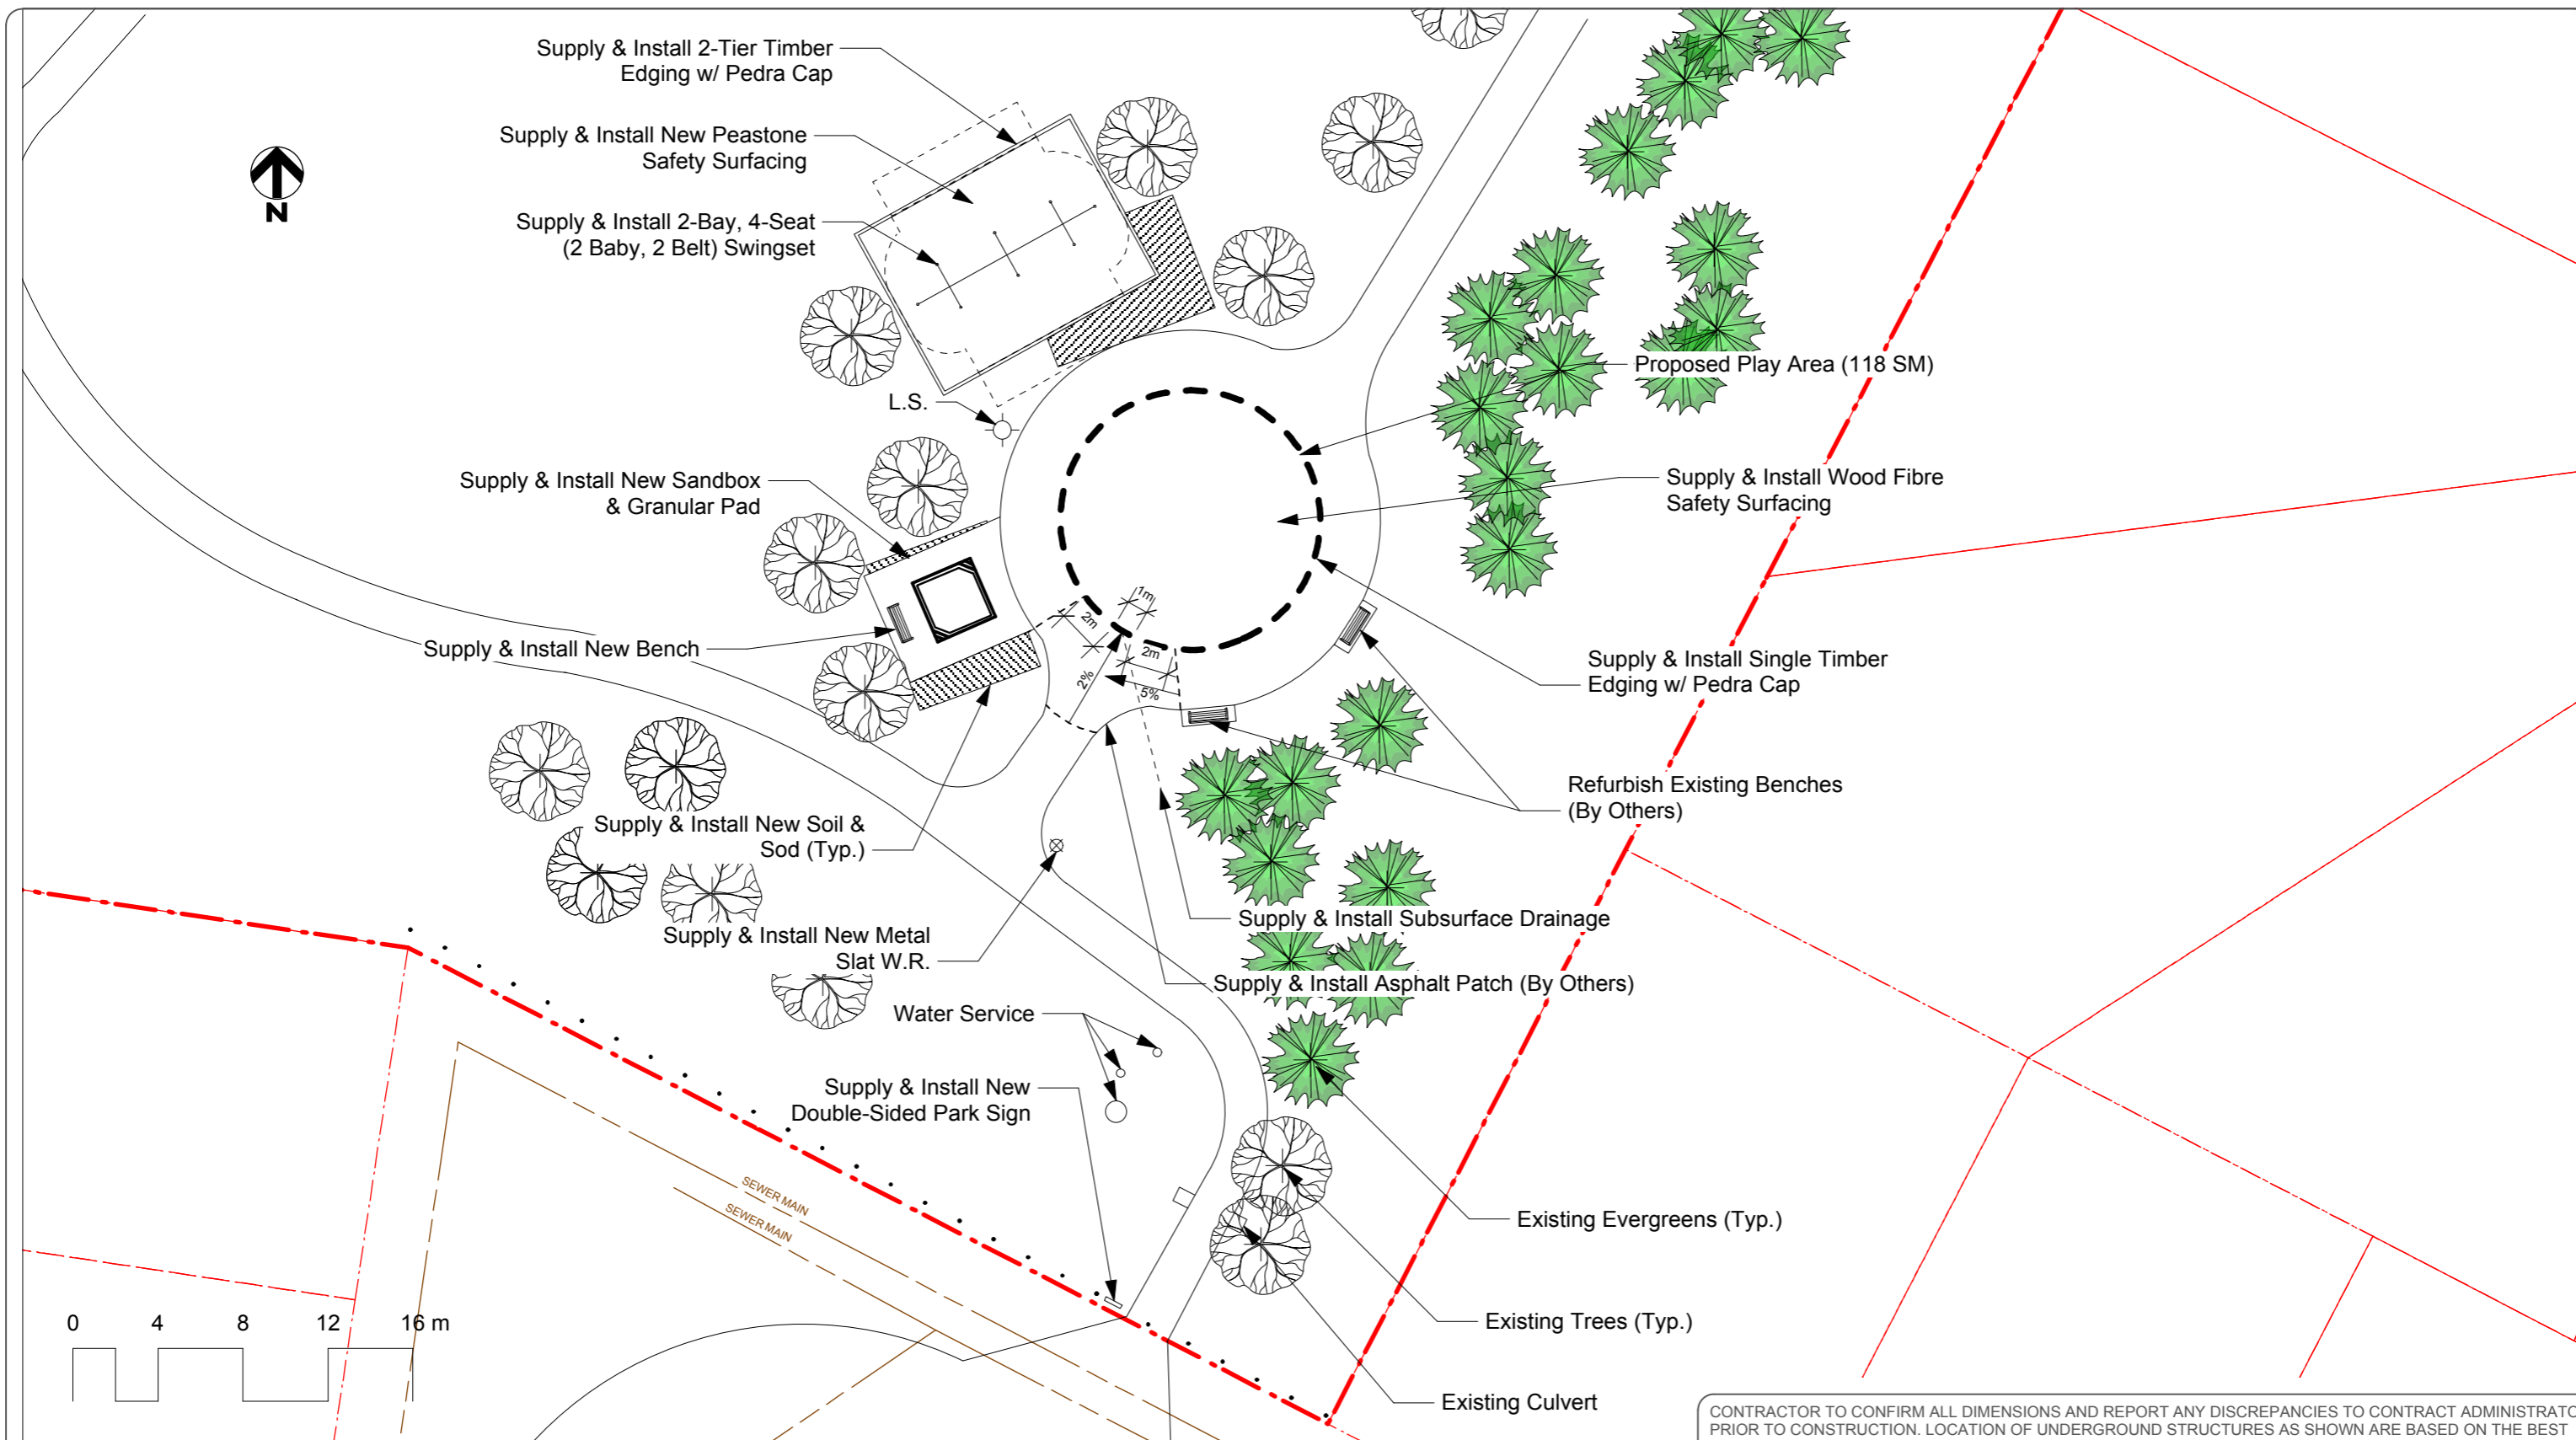 Supply & Install 2-Tier Timber
Edging w/ Pedra Cap
Supply & Install New Peastone
Safety Surfacing
N
Supply & Install 2-Bay, 4-Seat
(2 Baby, 2 Belt) Swingset
Proposed Play Area (118 SM)
L.S.
Supply & Install New Sandbox
& Granular Pad
Supply & Install Wood Fibre
Safety Surfacing
1m
2m
2m
2%
5%
Supply & Install New Bench
Supply & Install Single Timber
Edging w/ Pedra Cap
Refurbish Existing Benches
(By Others)
Supply & Install New Soil &
Sod (Typ.)
Supply & Install Subsurface Drainage
Supply & Install New Metal
Slat W.R.
Supply & Install Asphalt Patch (By Others)
Water Service
Supply & Install New
Double-Sided Park Sign
SEWER MAIN
SEWER MAIN
Existing Evergreens (Typ.)
Existing Trees (Typ.)
0 4 8 12 16 m
Existing Culvert
CONTRACTOR TO CONFIRM ALL DIMENSIONS AND REPORT ANY DISCREPANCIES TO CONTRACT ADMINISTRATO
PRIOR TO CONSTRUCTION. LOCATION OF UNDERGROUND STRUCTURES AS SHOWN ARE BASED ON THE BEST